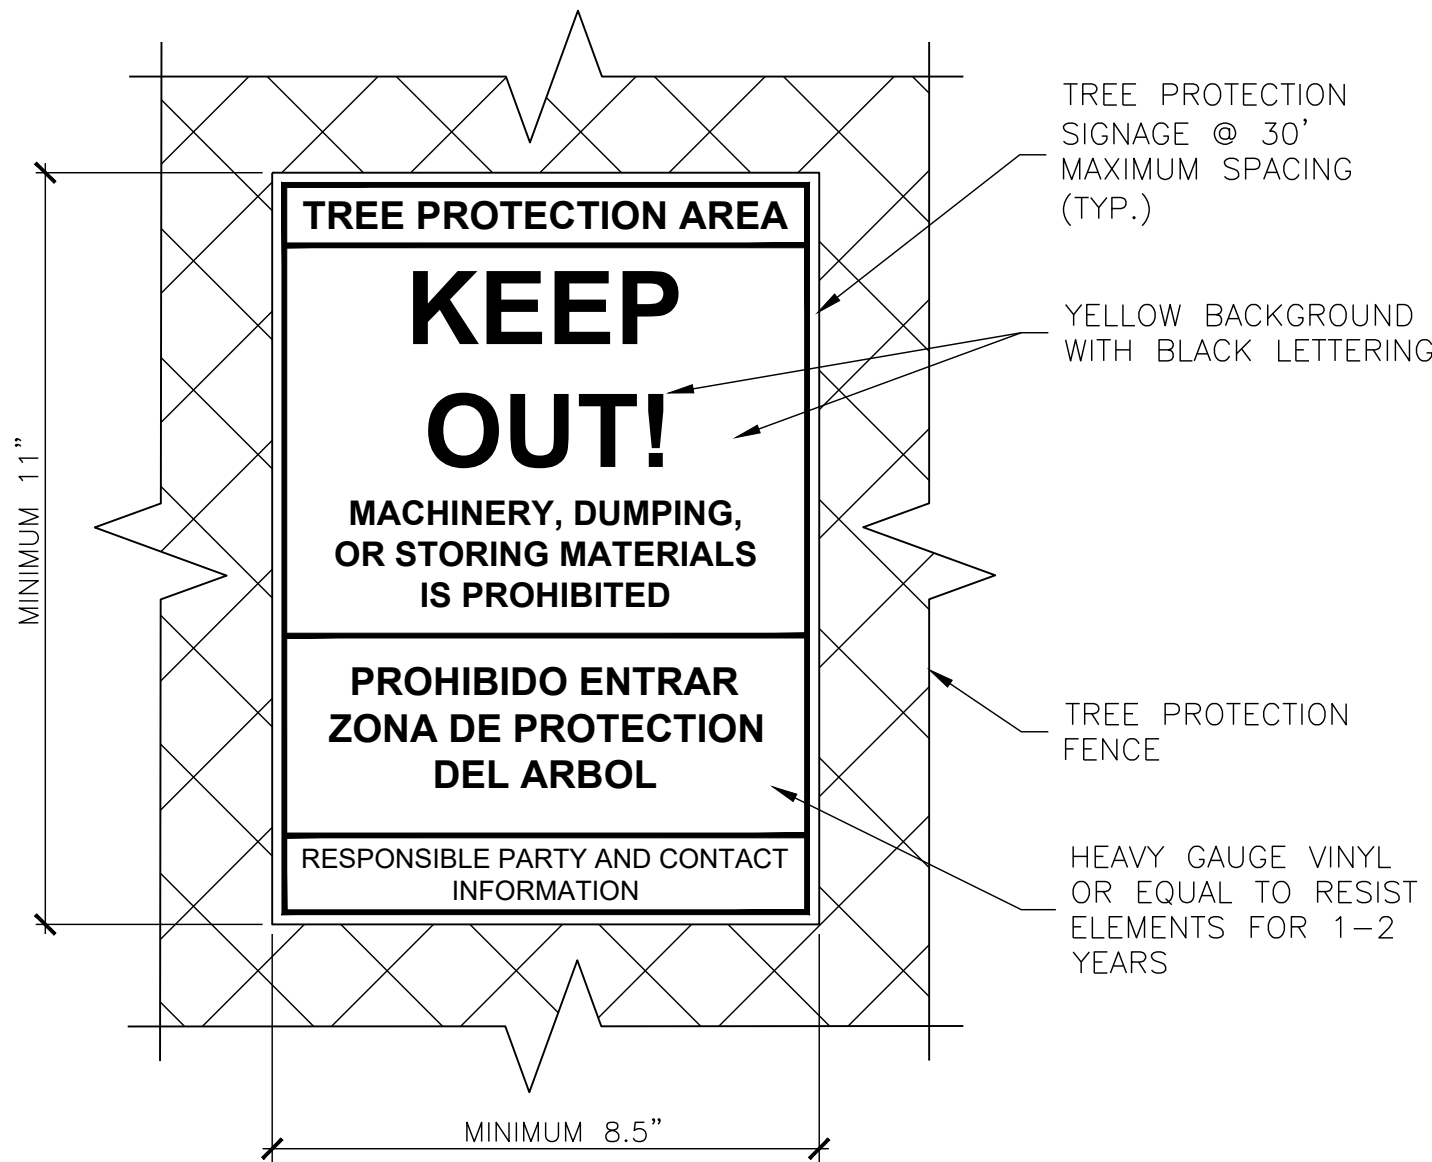 TREE PROTECTION AREA
KEEP
OUT!
MACHINERY, DUMPING,
OR STORING MATERIALS
IS PROHIBITED
PROHIBIDO ENTRAR
ZONA DE PROTECTION
DEL ARBOL
RESPONSIBLE PARTY AND CONTACT
INFORMATION
MINIMUM 11"
MINIMUM 8.5"
TREE PROTECTION
SIGNAGE @ 30'
MAXIMUM SPACING
(TYP.)
YELLOW BACKGROUND
WITH BLACK LETTERING
TREE PROTECTION
FENCE
HEAVY GAUGE VINYL
OR EQUAL TO RESIST
ELEMENTS FOR 1-2
YEARS